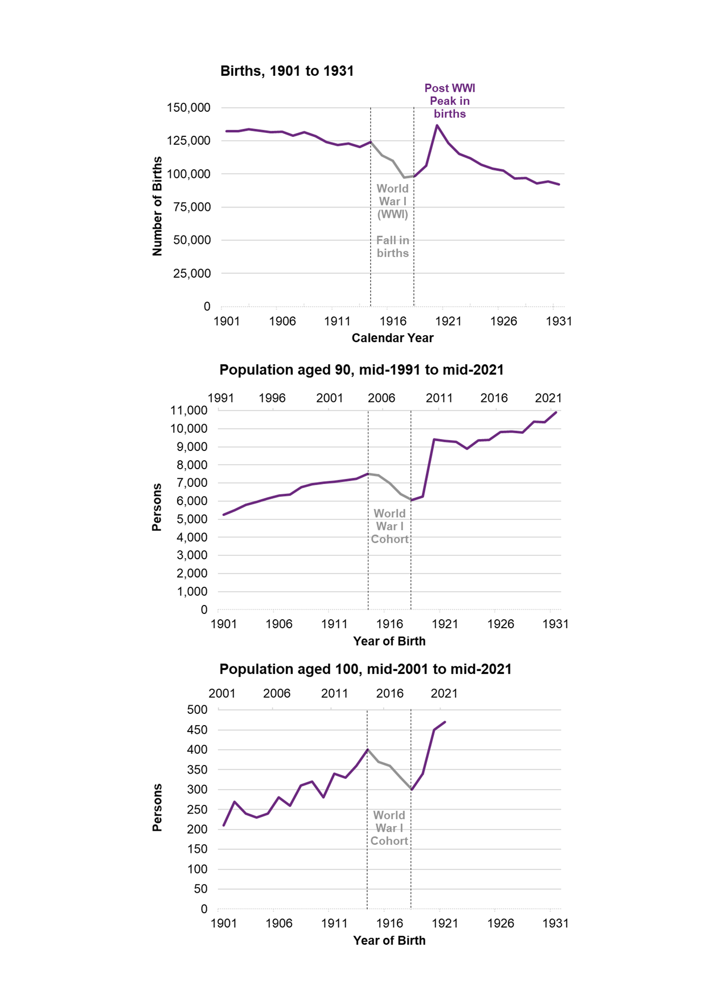 Births, 1901 to 1931
Post WWI
Peak in
births
150,000
125,000
100,000
75,000
50,000
25,000
0
Number of Births
World
War I
(WWI)
Fall in
births
1901 1906 1911 1916 1921 1926 1931
Calendar Year
Population aged 90, mid-1991 to mid-2021
1991 1996 2001 2006 2011 2016 2021
11,000
10,000
9,000
8,000
7,000
6,000
5,000
4,000
3,000
2,000
1,000
0
Persons
World
War I
Cohort
1901 1906 1911 1916 1921 1926 1931
Year of Birth
Population aged 100, mid-2001 to mid-2021
2001 2006 2011 2016 2021
500
450
400
350
300
250
200
150
100
50
0
Persons
World
War I
Cohort
1901 1906 1911 1916 1921 1926 1931
Year of Birth